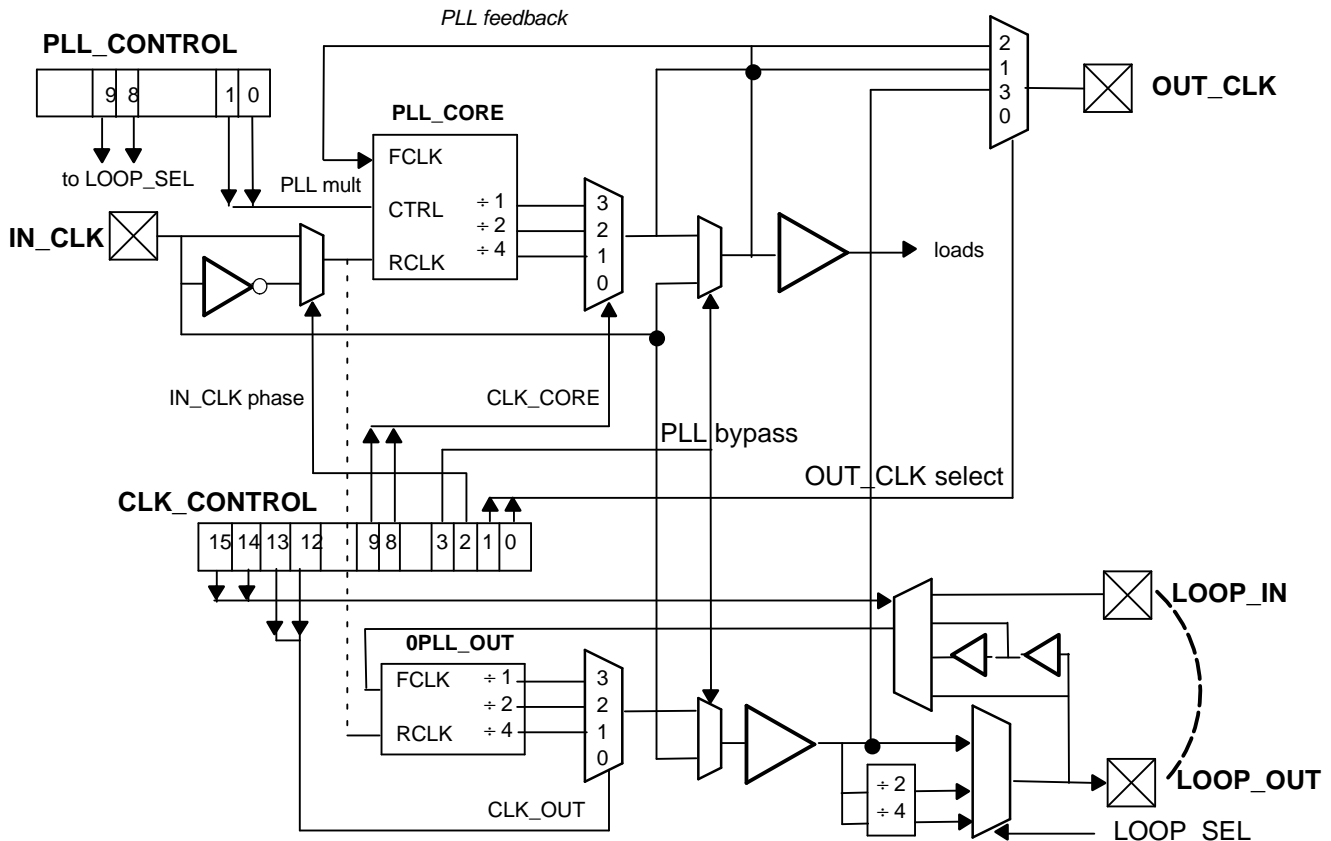 PLL feedback
PLL_CONTROL
9 8 1 0
to LOOP_SEL
PLL mult
PLL_CORE
FCLK
CTRL
RCLK
÷ 1
÷ 2
÷ 4
3
2
1
0
2
1
3
0
OUT_CLK
IN_CLK
loads
IN_CLK phase
CLK_CORE
PLL bypass
OUT_CLK select
CLK_CONTROL
15 14 13 12 9 8 3 2 1 0
LOOP_IN
0PLL_OUT
FCLK
RCLK
÷ 1
÷ 2
÷ 4
3
2
1
0
CLK_OUT
÷ 2
÷ 4
LOOP_OUT
LOOP SEL